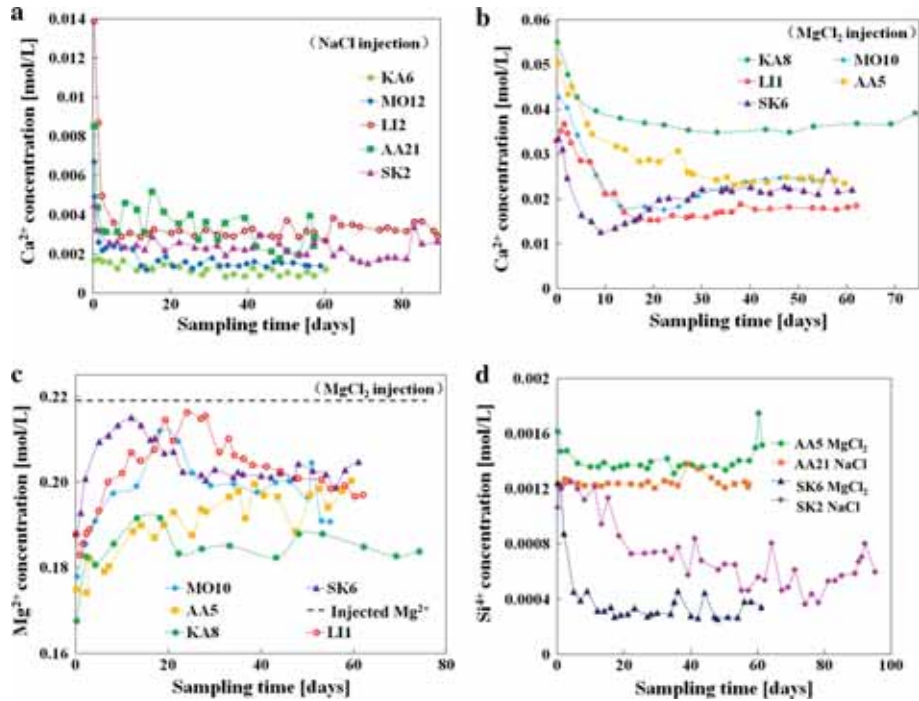 a
0.014
0.012
0.01
0.008
0.006
0.004
0.002
0
Ca²⁺ concentration [mol/L]
(NaCl injection)
KA6
MO12
LI2
AA21
SK2
0 20 40 60 80
Sampling time [days]
b
0.06
0.05
0.04
0.03
0.02
0.01
0
Ca²⁺ concentration [mol/L]
(MgCl₂ injection)
KA8 MO10
LI1 AA5
SK6
0 10 20 30 40 50 60 70
Sampling time [days]
c
0.22
0.20
0.18
0.16
Mg²⁺ concentration [mol/L]
(MgCl₂ injection)
MO10 SK6
AA5 Injected Mg²⁺
KA8 LI1
0 20 40 60 80
Sampling time [days]
d
0.002
0.0016
0.0012
0.0008
0.0004
0
Si⁴⁺ concentration [mol/L]
AA5 MgCl₂
AA21 NaCl
SK6 MgCl₂
SK2 NaCl
0 20 40 60 80 100
Sampling time [days]